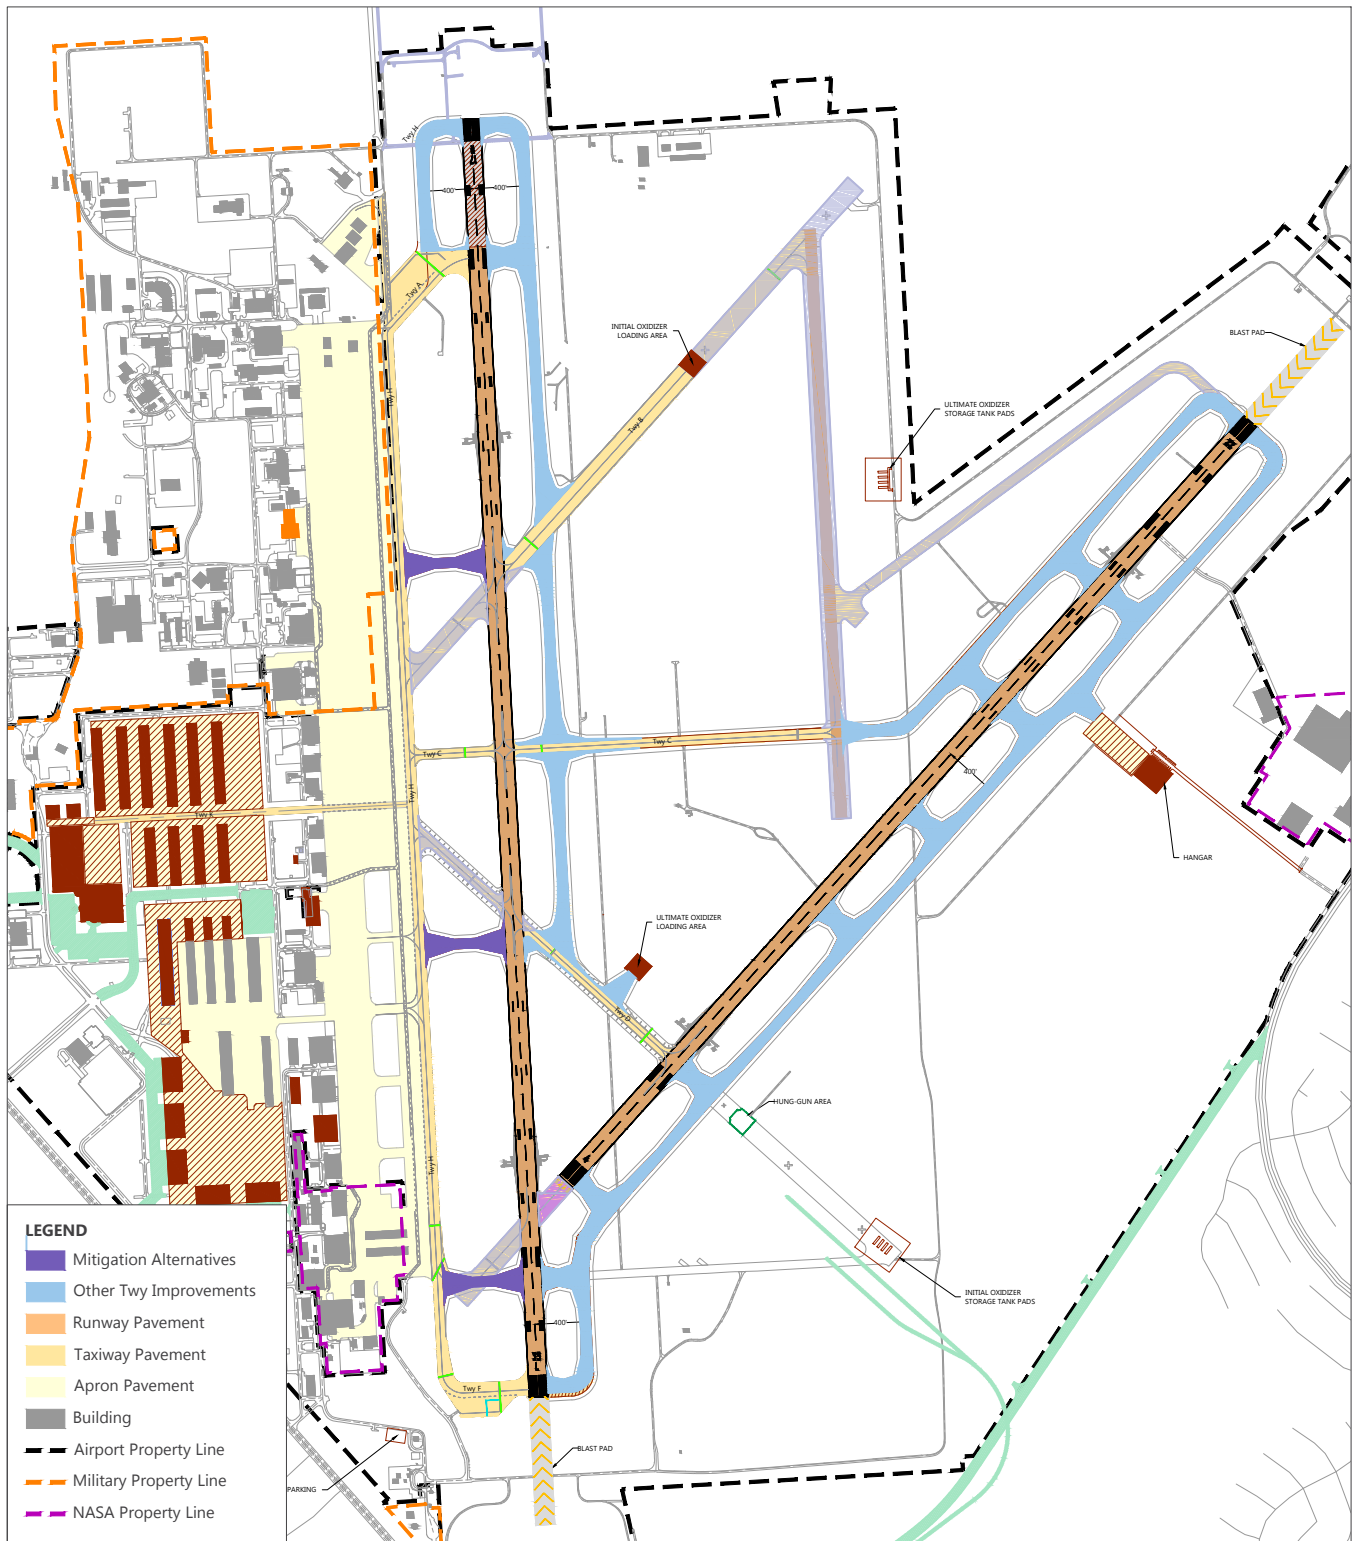 Twy H
400'
400'
Twy A
INITIAL OXIDIZER
LOADING AREA
BLAST PAD
Twy B
ULTIMATE OXIDIZER
STORAGE TANK PADS
Twy C
Twy C
400'
Twy H
Twy K
HANGAR
ULTIMATE OXIDIZER
LOADING AREA
Twy D
HUNG-GUN AREA
Twy H
INITIAL OXIDIZER
STORAGE TANK PADS
400'
Twy F
BLAST PAD
PARKING
LEGEND
Mitigation Alternatives
Other Twy Improvements
Runway Pavement
Taxiway Pavement
Apron Pavement
Building
Airport Property Line
Military Property Line
NASA Property Line